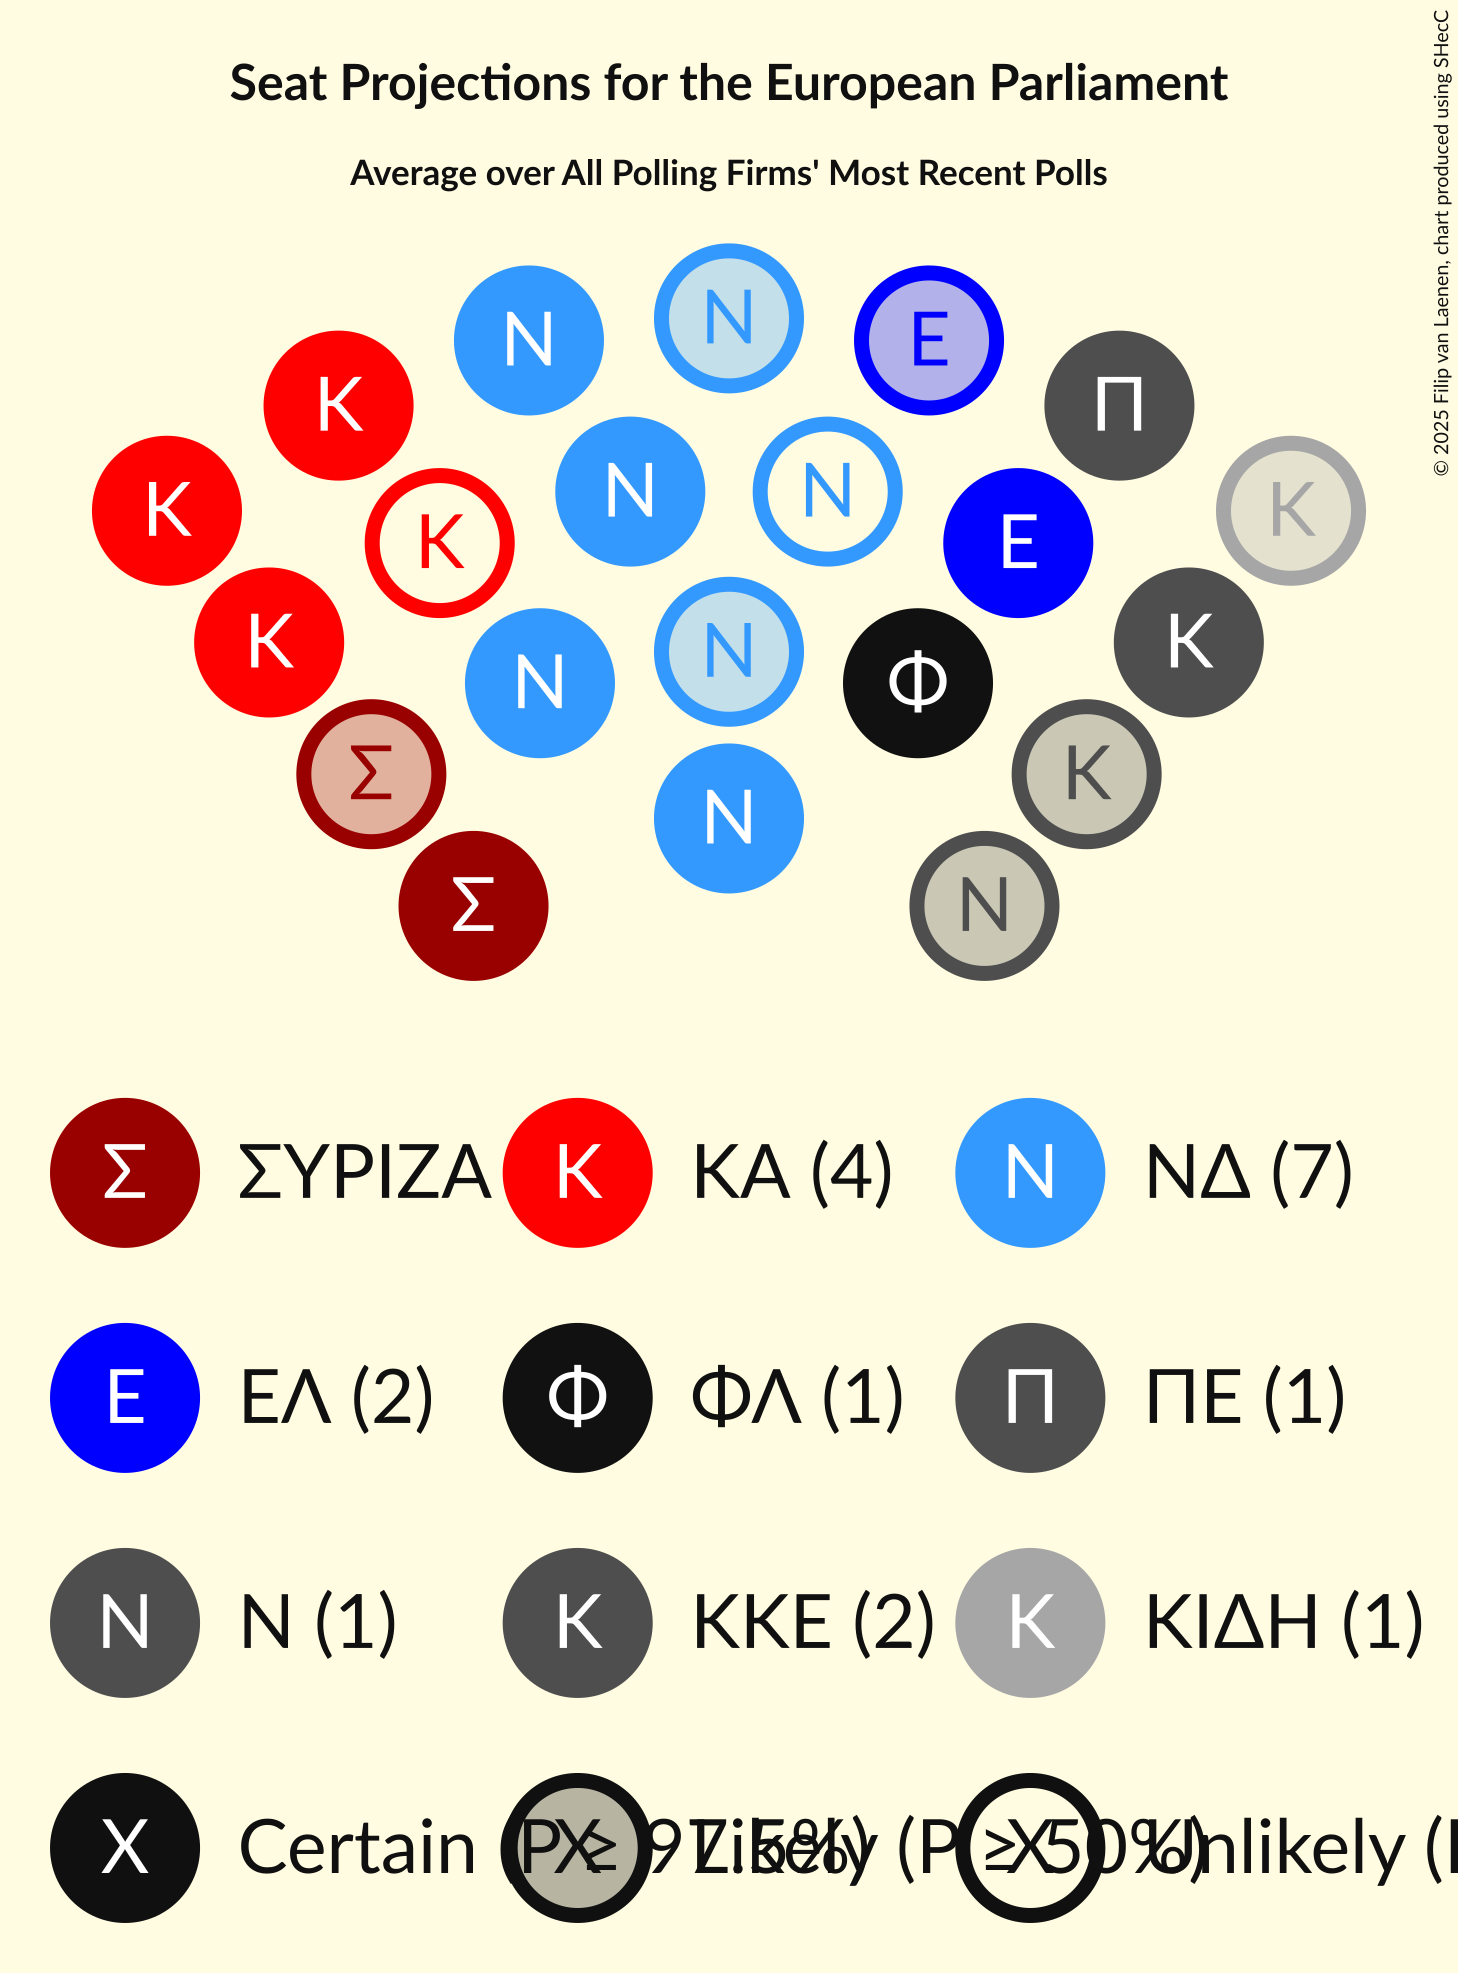 Seat Projections for the European Parliament
Average over All Polling Firms' Most Recent Polls
© 2025 Filip van Laenen, chart produced using SHecC
Ν
Ν Ε
Κ Π
Κ Ν Ν Κ
Κ Ε
Κ Κ
Ν Ν Φ
Σ Κ
Ν
Σ Ν
Σ ΣΥΡΙΖΑ Κ ΚΑ (4) Ν ΝΔ (7)
Ε ΕΛ (2) Φ ΦΛ (1) Π ΠΕ (1)
Ν Ν (1) Κ ΚΚΕ (2) Κ ΚΙΔΗ (1)
X Certain (P ≥ 97.5%) X Likely (P ≥ 50%) X Unlikely (